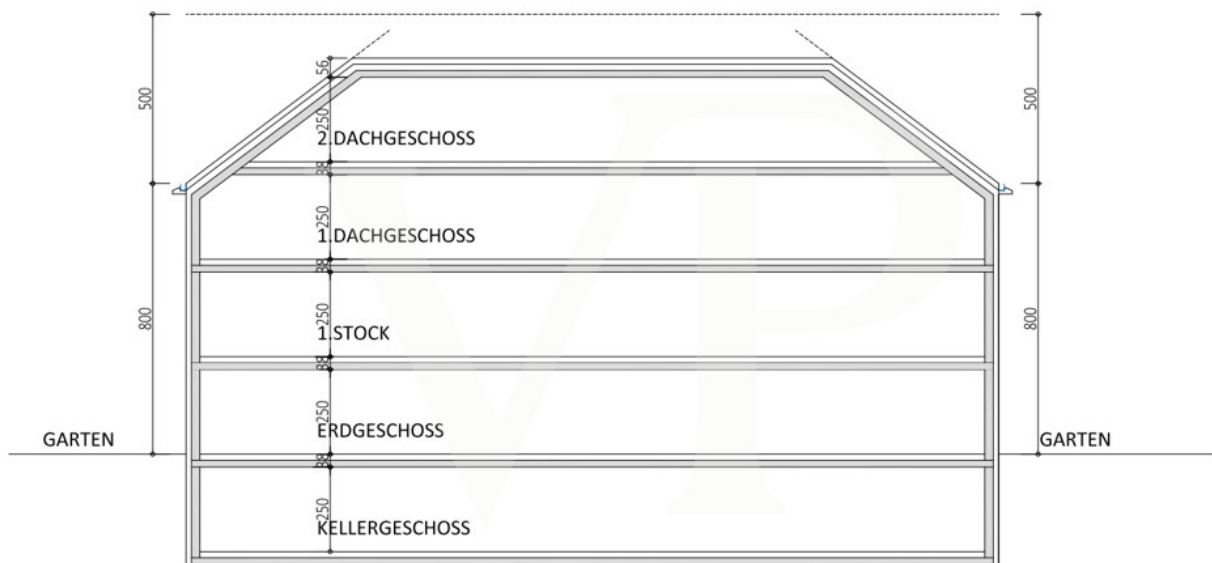 500
56
500
250
2.DACHGESCHOSS
38
250
1.DACHGESCHOSS
38
800
250
800
1.STOCK
38
250
ERDGESCHOSS
GARTEN
GARTEN
38
250
KELLERGESCHOSS
VP